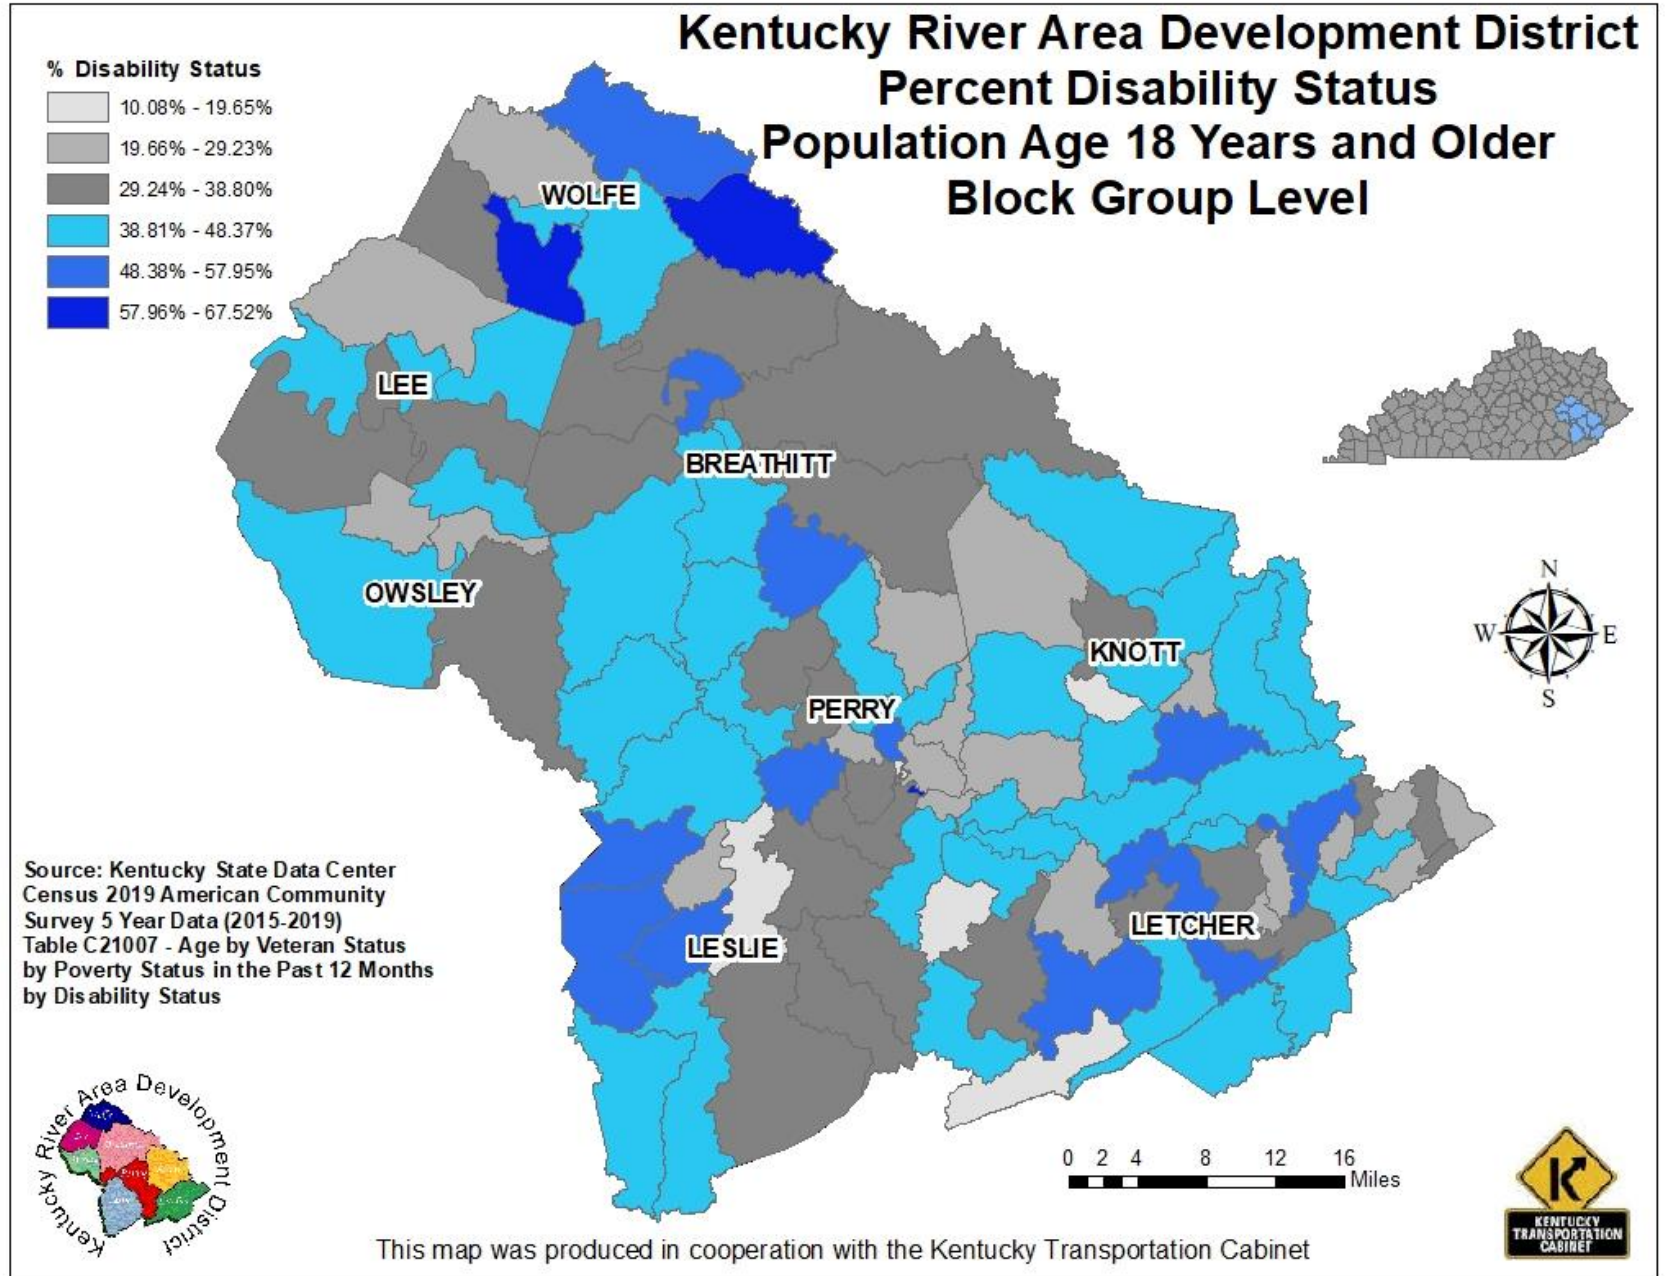 Kentucky River Area Development District
Percent Disability Status
Population Age 18 Years and Older
Block Group Level
% Disability Status
10.08% - 19.65%
19.66% - 29.23%
29.24% - 38.80%
38.81% - 48.37%
48.38% - 57.95%
57.96% - 67.52%
WOLFE
LEE
BREATHITT
OWSLEY
KNOTT
PERRY
LETCHER
LESLIE
N
W
E
S
Source: Kentucky State Data Center
Census 2019 American Community
Survey 5 Year Data (2015-2019)
Table C21007 - Age by Veteran Status
by Poverty Status in the Past 12 Months
by Disability Status
Kentucky River Area Development District
0 2 4 8 12 16
Miles
KENTUCKY
TRANSPORTATION
CABINET
This map was produced in cooperation with the Kentucky Transportation Cabinet